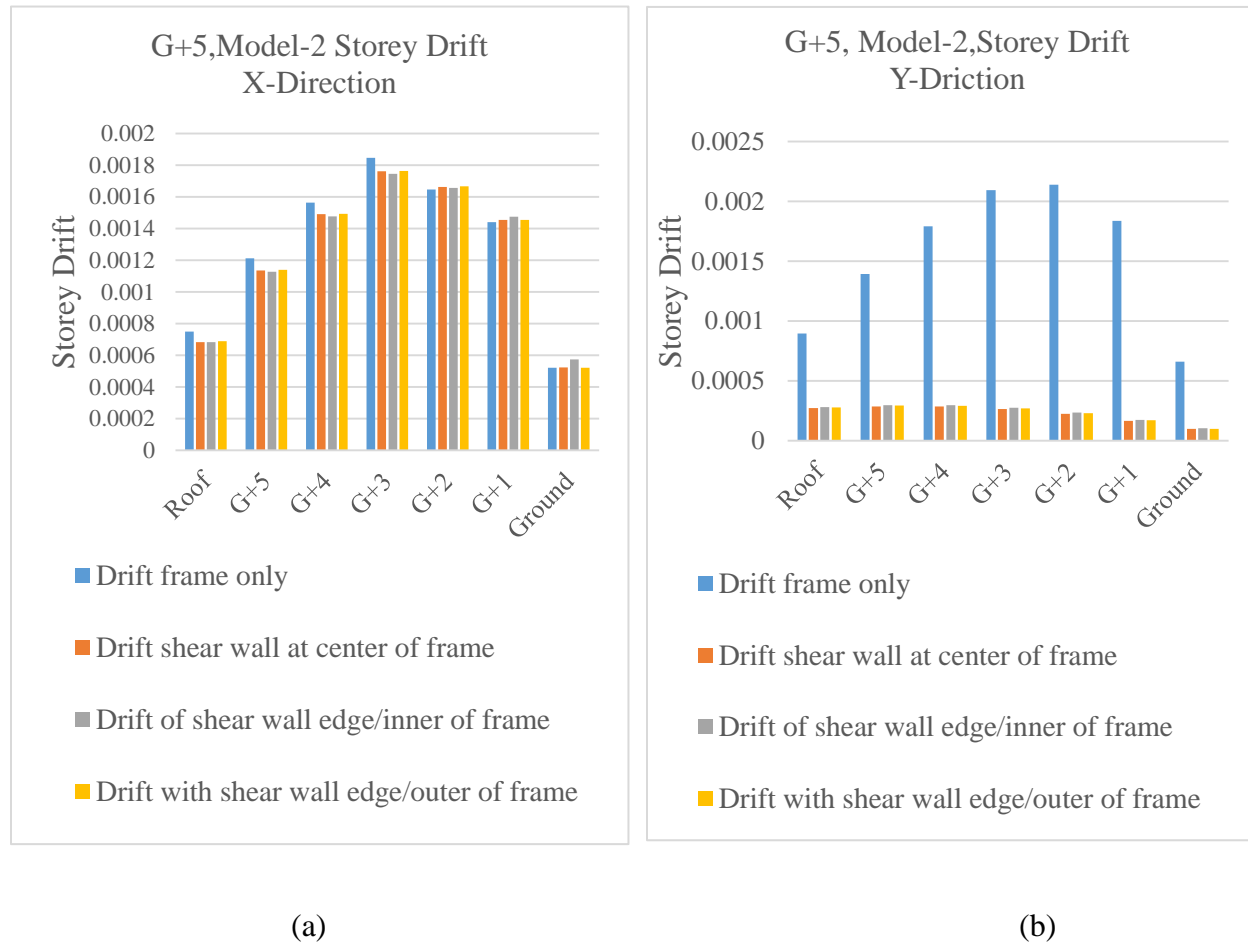 G+5,Model-2 Storey Drift
X-Direction
0.002
0.0018
0.0016
0.0014
0.0012
0.001
0.0008
0.0006
0.0004
0.0002
0
Storey Drift
Roof
G+5
G+4
G+3
G+2
G+1
Ground
Drift frame only
Drift shear wall at center of frame
Drift of shear wall edge/inner of frame
Drift with shear wall edge/outer of frame
(a)
G+5, Model-2,Storey Drift
Y-Driction
0.0025
0.002
0.0015
0.001
0.0005
0
Storey Drift
Roof
G+5
G+4
G+3
G+2
G+1
Ground
Drift frame only
Drift shear wall at center of frame
Drift of shear wall edge/inner of frame
Drift with shear wall edge/outer of frame
(b)